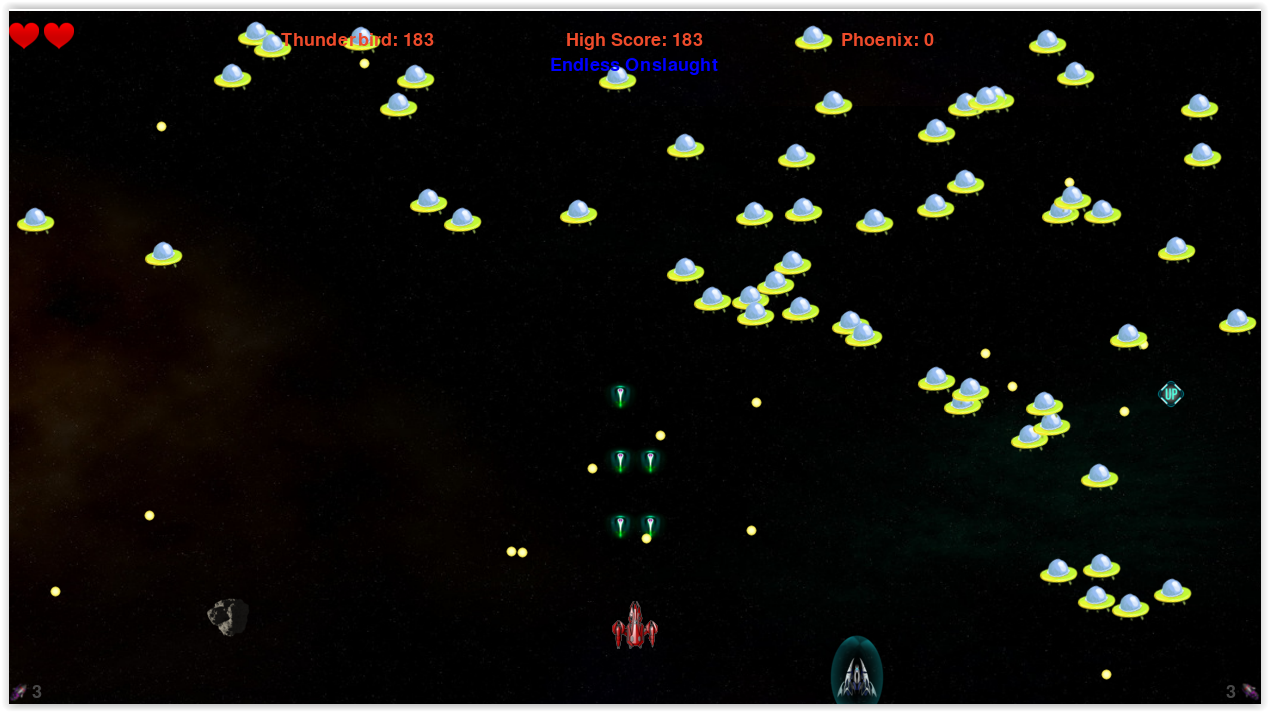 Thunderbird: 183
High Score: 183
Phoenix: 0
Endless Onslaught
UP
3
3